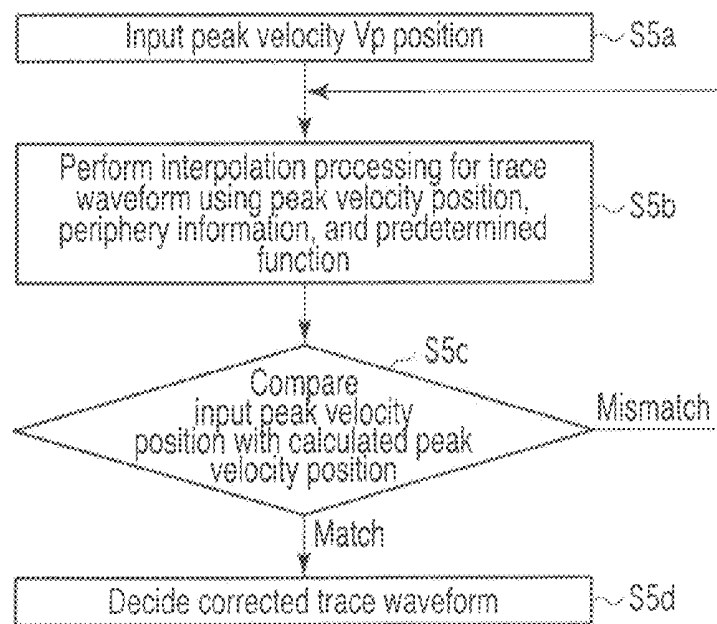 Input peak velocity Vp position
S5a
Perform interpolation processing for trace
waveform using peak velocity position,
periphery information, and predetermined
function
S5b
S5c
Compare
input peak velocity
position with calculated peak
velocity position
Mismatch
Match
Decide corrected trace waveform
S5d